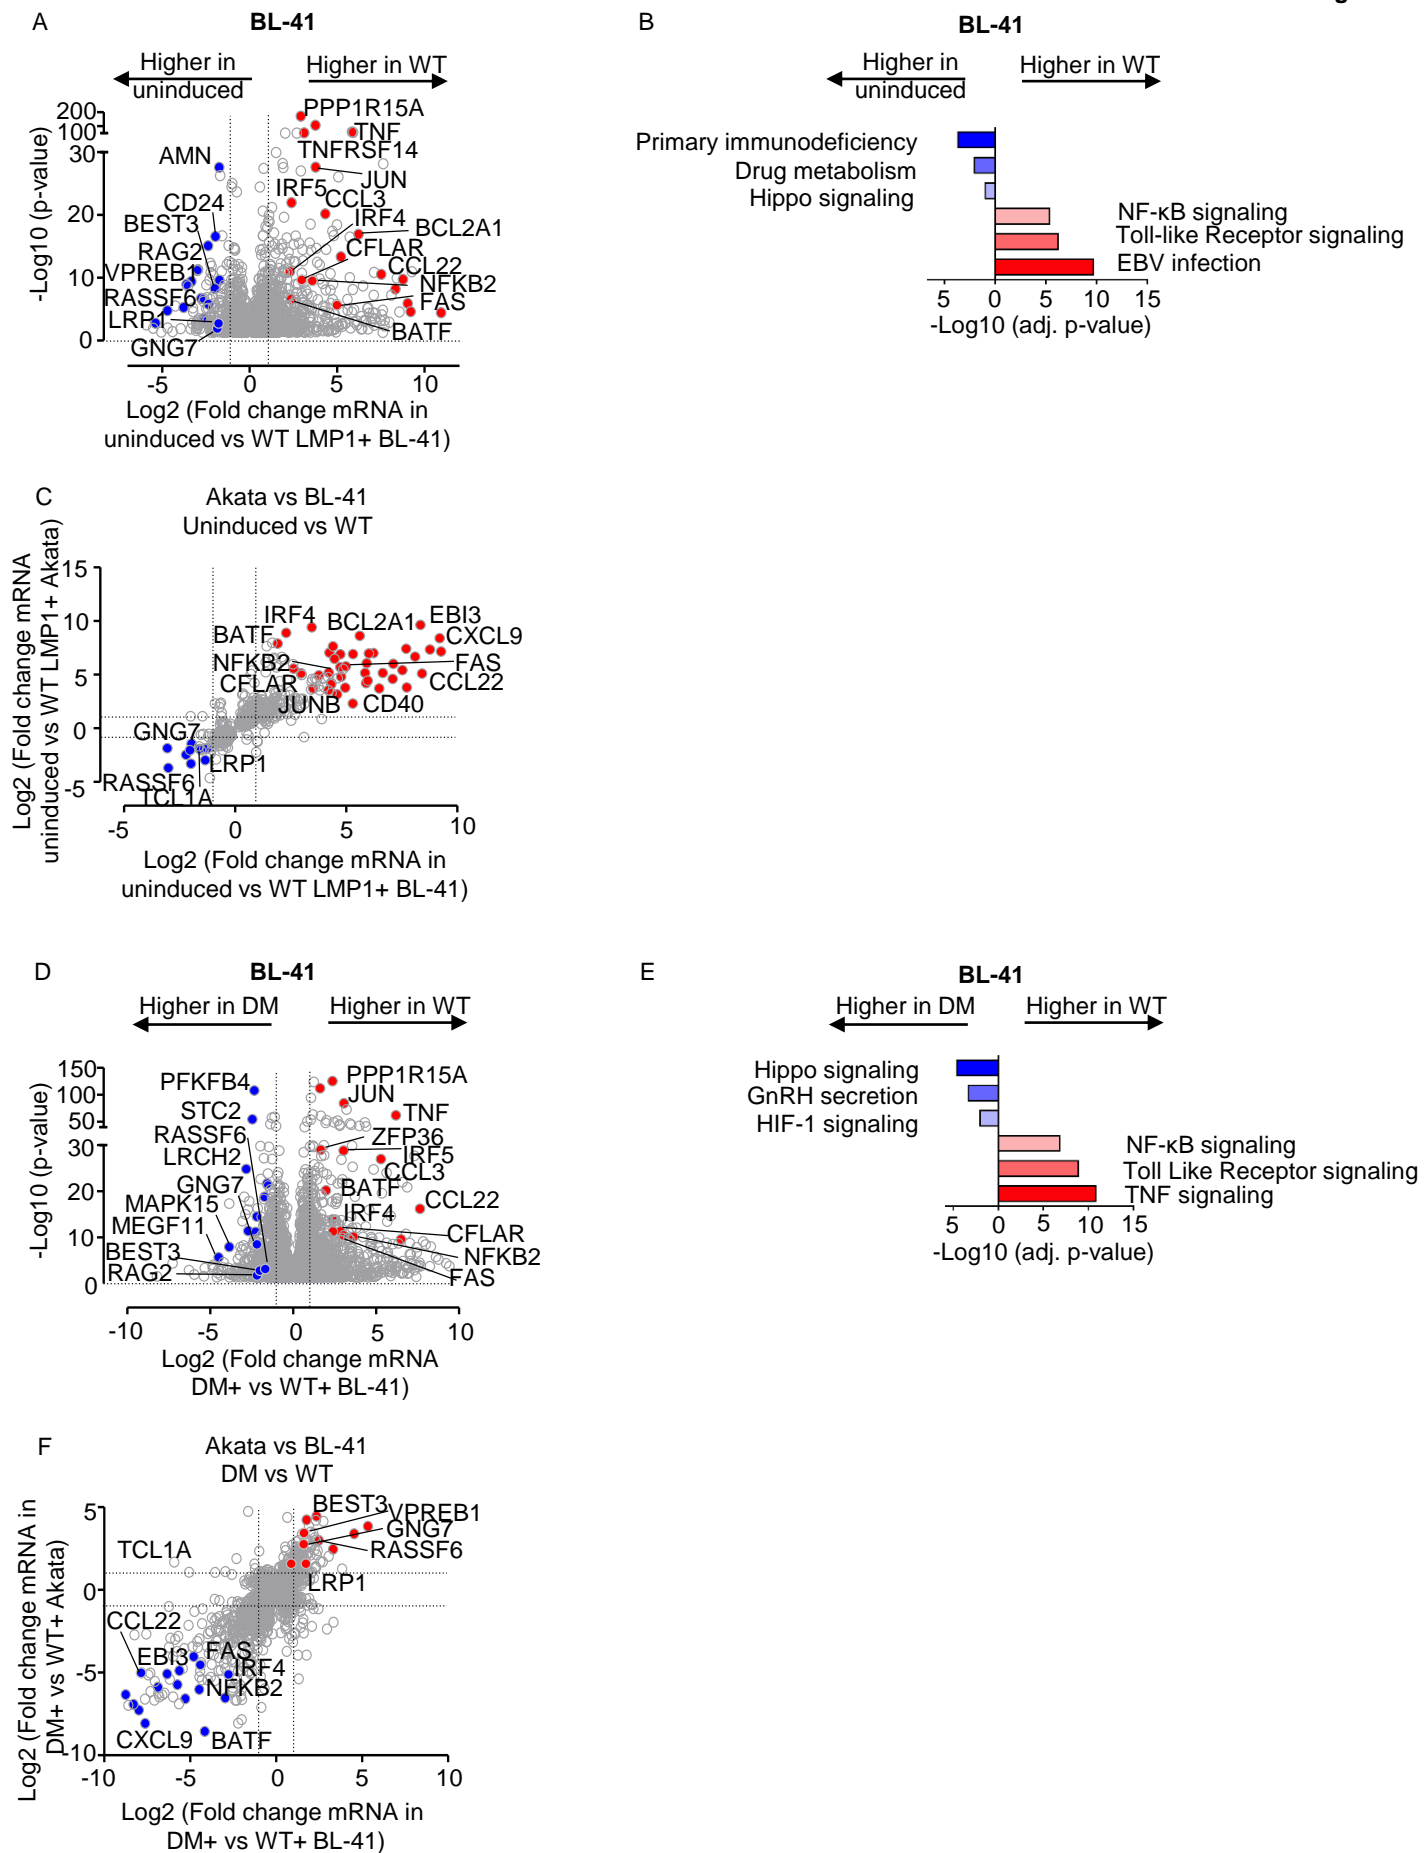 g
A
BL-41
Higher in
uninduced
Higher in WT
-Log10 (p-value)
200
100
30
20
10
0
PPP1R15A
TNF
TNFRSF14
AMN
JUN
IRF5
CCL3
CD24
IRF4
BEST3
BCL2A1
RAG2
CFLAR
VPREB1
CCL22
NFKB2
RASSF6
FAS
LRP1
BATF
GNG7
-5
0
5
10
Log2 (Fold change mRNA in
uninduced vs WT LMP1+ BL-41)
B
BL-41
Higher in
uninduced
Higher in WT
Primary immunodeficiency
Drug metabolism
Hippo signaling
NF-κB signaling
Toll-like Receptor signaling
EBV infection
5
0
5
10
15
-Log10 (adj. p-value)
C
Akata vs BL-41
Uninduced vs WT
Log2 (Fold change mRNA
uninduced vs WT LMP1+ Akata)
15
10
5
0
-5
IRF4
BCL2A1
EBI3
BATF
CXCL9
NFKB2
FAS
CFLAR
CCL22
JUNB
CD40
GNG7
LRP1
RASSF6
TCL1A
-5
0
5
10
Log2 (Fold change mRNA in
uninduced vs WT LMP1+ BL-41)
D
BL-41
Higher in DM
Higher in WT
-Log10 (p-value)
150
100
50
30
20
10
0
PFKFB4
PPP1R15A
JUN
STC2
TNF
RASSF6
ZFP36
LRCH2
IRF5
CCL3
GNG7
BATF
MAPK15
CCL22
IRF4
MEGF11
CFLAR
BEST3
NFKB2
RAG2
FAS
-10
-5
0
5
10
Log2 (Fold change mRNA
DM+ vs WT+ BL-41)
E
BL-41
Higher in DM
Higher in WT
Hippo signaling
GnRH secretion
HIF-1 signaling
NF-κB signaling
Toll Like Receptor signaling
TNF signaling
5
0
5
10
15
-Log10 (adj. p-value)
F
Akata vs BL-41
DM vs WT
Log2 (Fold change mRNA in
DM+ vs WT+ Akata)
5
0
-5
-10
BEST3
VPREB1
GNG7
TCL1A
RASSF6
LRP1
CCL22
FAS
EBI3
IRF4
NFKB2
CXCL9
BATF
-10
-5
0
5
10
Log2 (Fold change mRNA in
DM+ vs WT+ BL-41)